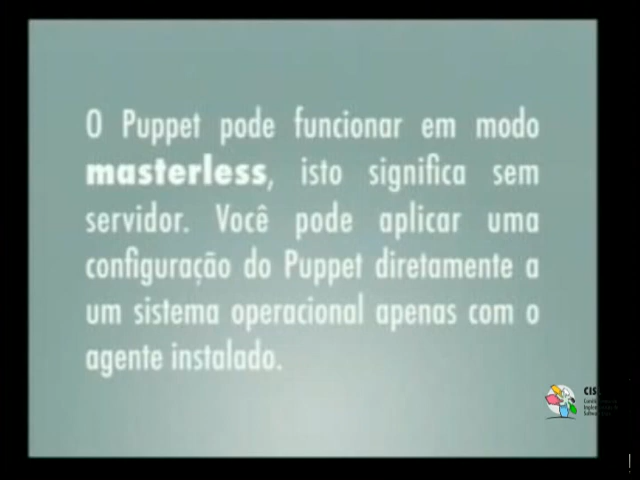 O Puppet pode funcionar em modo
masterless, isto significa sem
servidor. Você pode aplicar uma
configuração do Puppet diretamente a
um sistema operacional apenas com o
agente instalado.
CIS